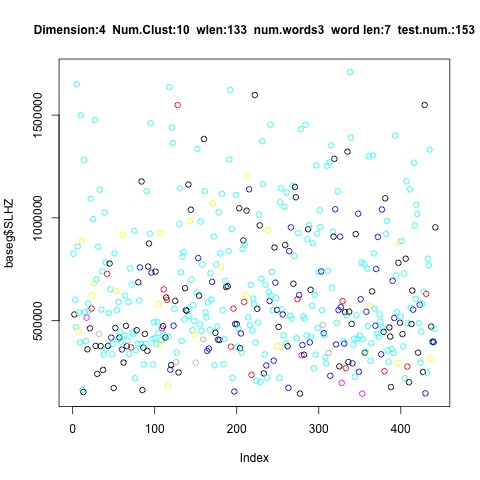 Dimension:4 Num.Clust:10 wlen:133 num.words3 word len:7 test.num.:153
1500000
1000000
500000
baseg$SLHZ
0 100 200 300 400
Index